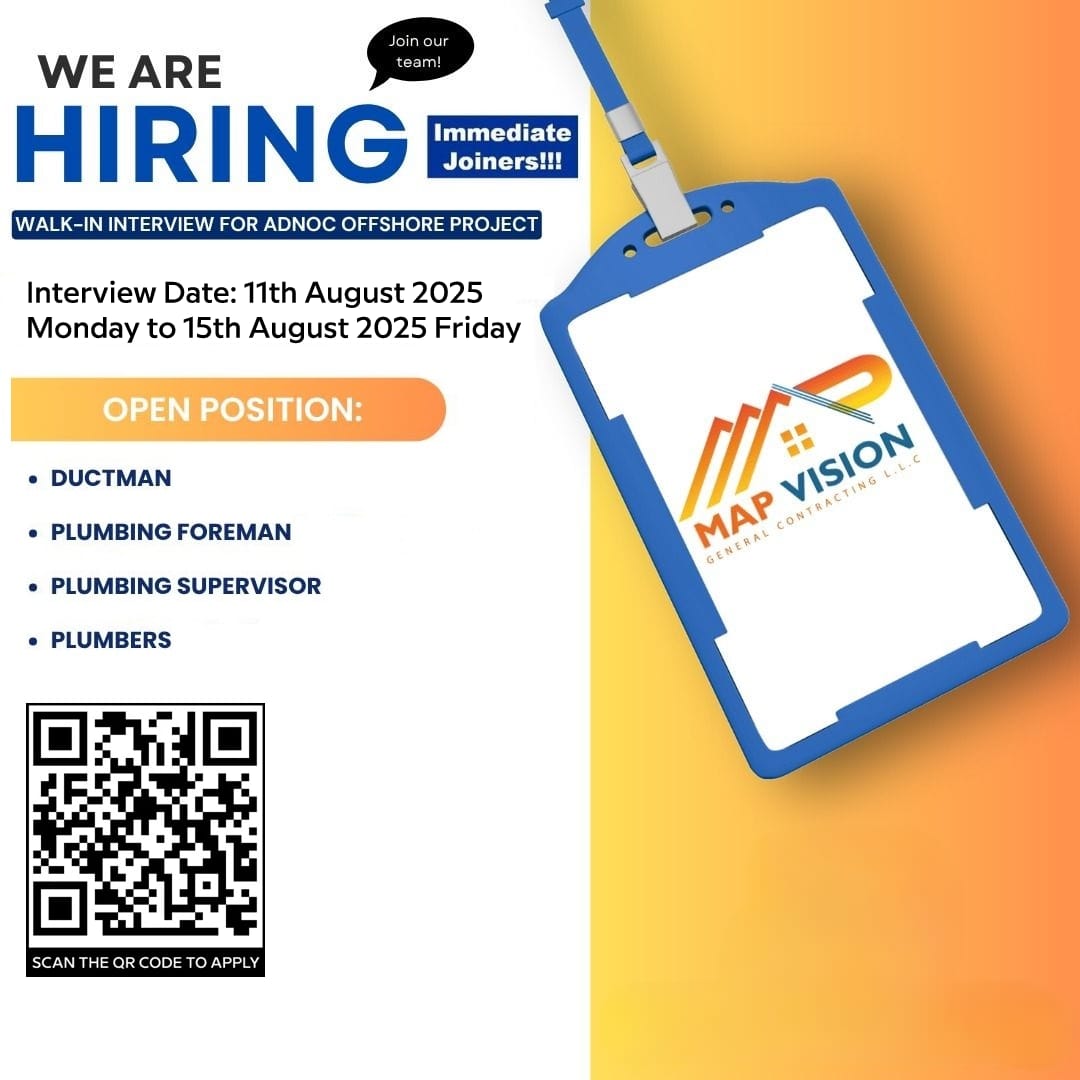 Join our
team!
WE ARE
HIRING
Immediate
Joiners!!!
WALK-IN INTERVIEW FOR ADNOC OFFSHORE PROJECT
Interview Date: 11th August 2025
Monday to 15th August 2025 Friday
OPEN POSITION:
• DUCTMAN
• PLUMBING FOREMAN
• PLUMBING SUPERVISOR
• PLUMBERS
SCAN THE QR CODE TO APPLY
MAP VISION
GENERAL CONTRACTING L.L.C